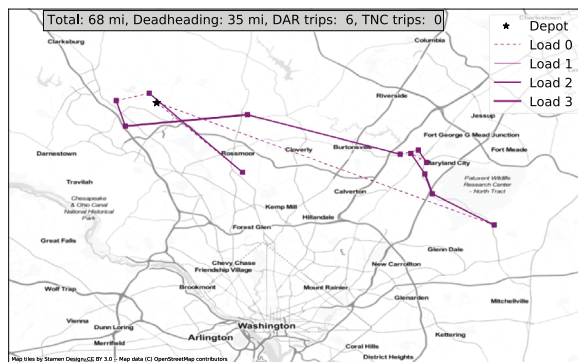 Total: 68 mi, Deadheading: 35 mi, DAR trips: 6, TNC trips: 0
Depot
Load 0
Load 1
Load 2
Load 3
Clarksburg
Columbia
Riverside
Jessup
Fort George G Mead Junction
Fort Meade
Darnestown
Rossmoor
Cloverly
Burtonsville
Maryland City
Travilah
Patuxent Wildlife
Research Center
- North Tract
Chesapeake
& Ohio Canal
National Historical
Park
Kemp Mill
Calverton
Hillandale
Forest Glen
Great Falls
Glenn Dale
Chevy Chase
Friendship Village
New Carrollton
Wolf Trap
Brookmont
Mount Rainier
Glenarden
Mitchellville
Vienna
Dunn Loring
Washington
Arlington
Kettering
Merrifield
Coral Hills
District Heights
Map tiles by Stamen Design, CC BY 3.0 -- Map data (C) OpenStreetMap contributors